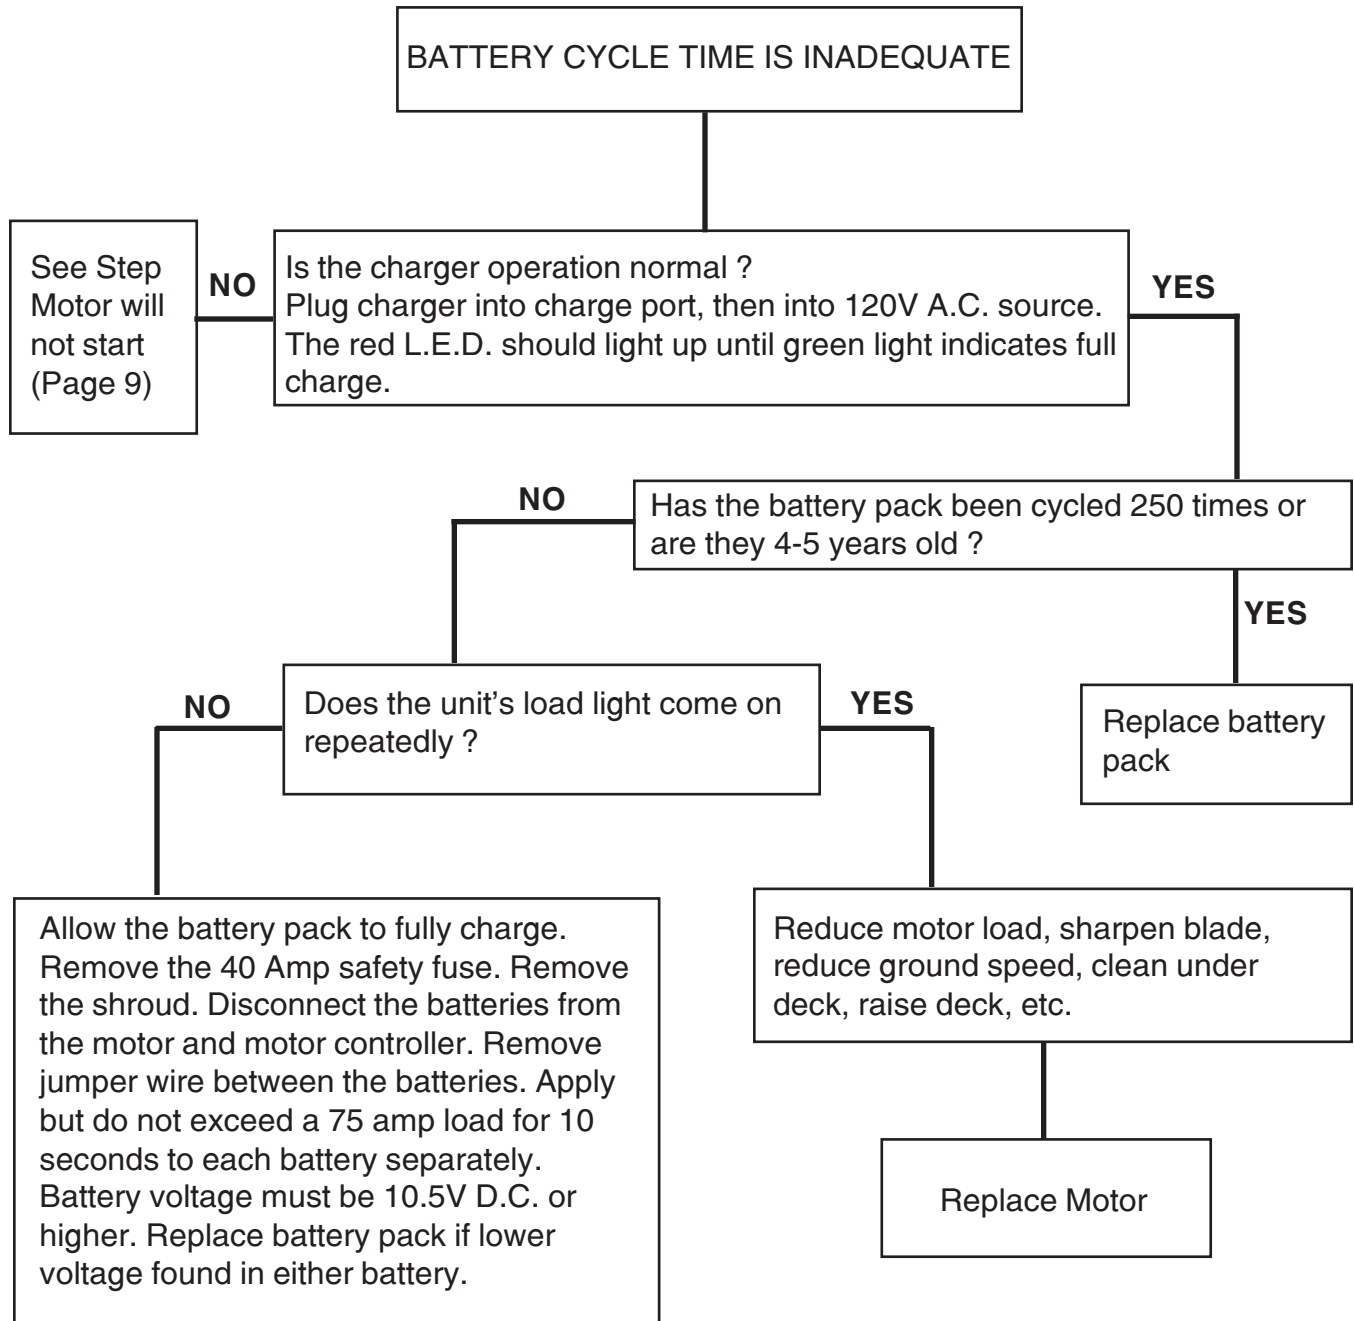 BATTERY CYCLE TIME IS INADEQUATE
See Step
Motor will
not start
(Page 9)
NO
Is the charger operation normal ?
Plug charger into charge port, then into 120V A.C. source.
The red L.E.D. should light up until green light indicates full
charge.
YES
NO
Has the battery pack been cycled 250 times or
are they 4-5 years old ?
YES
NO
Does the unit’s load light come on
repeatedly ?
YES
Replace battery
pack
Allow the battery pack to fully charge.
Remove the 40 Amp safety fuse. Remove
the shroud. Disconnect the batteries from
the motor and motor controller. Remove
jumper wire between the batteries. Apply
but do not exceed a 75 amp load for 10
seconds to each battery separately.
Battery voltage must be 10.5V D.C. or
higher. Replace battery pack if lower
voltage found in either battery.
Reduce motor load, sharpen blade,
reduce ground speed, clean under
deck, raise deck, etc.
Replace Motor